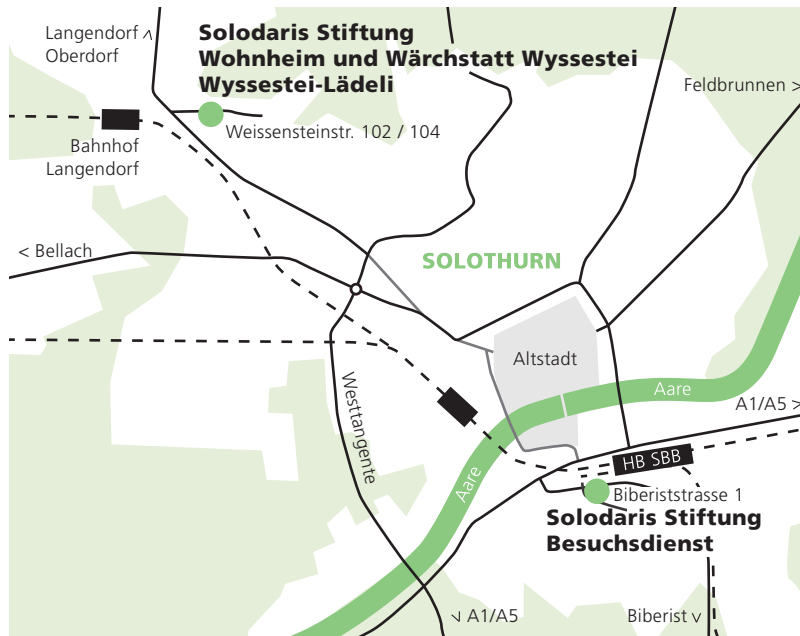 Langendorf >
Oberdorf
Solodaris Stiftung
Wohnheim und Wärchstatt Wyssestei
Wyssestei-Lädeli
Feldbrunnen >
Weissensteinstr. 102 / 104
Bahnhof
Langendorf
< Bellach
SOLOTHURN
Altstadt
Westtangente
Aare
A1/A5 >
HB SBB
Aare
Biberiststrasse 1
Solodaris Stiftung
Besuchsdienst
< A1/A5
Biberist >